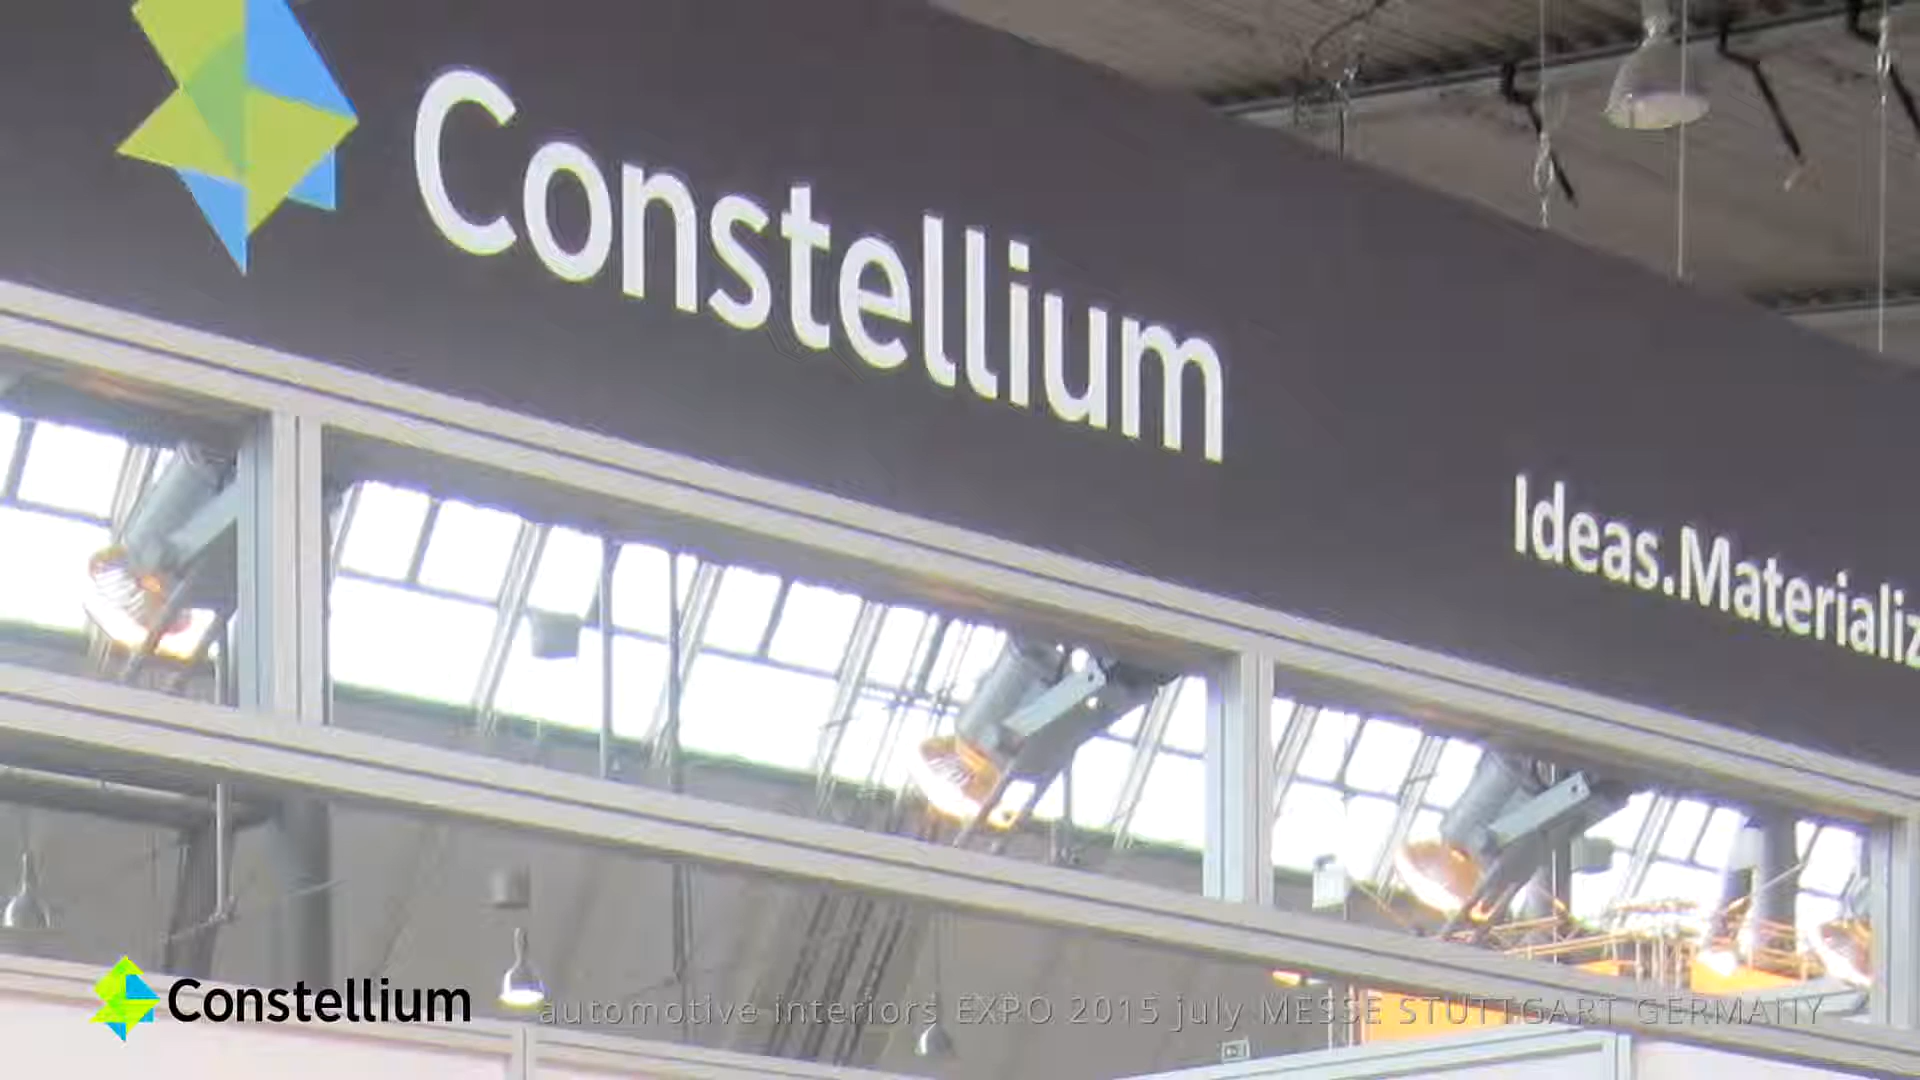 Constellium
Ideas.Materializ
Constellium
automotive interiors EXPO 2015 july MESSE STUTTGART GERMANY